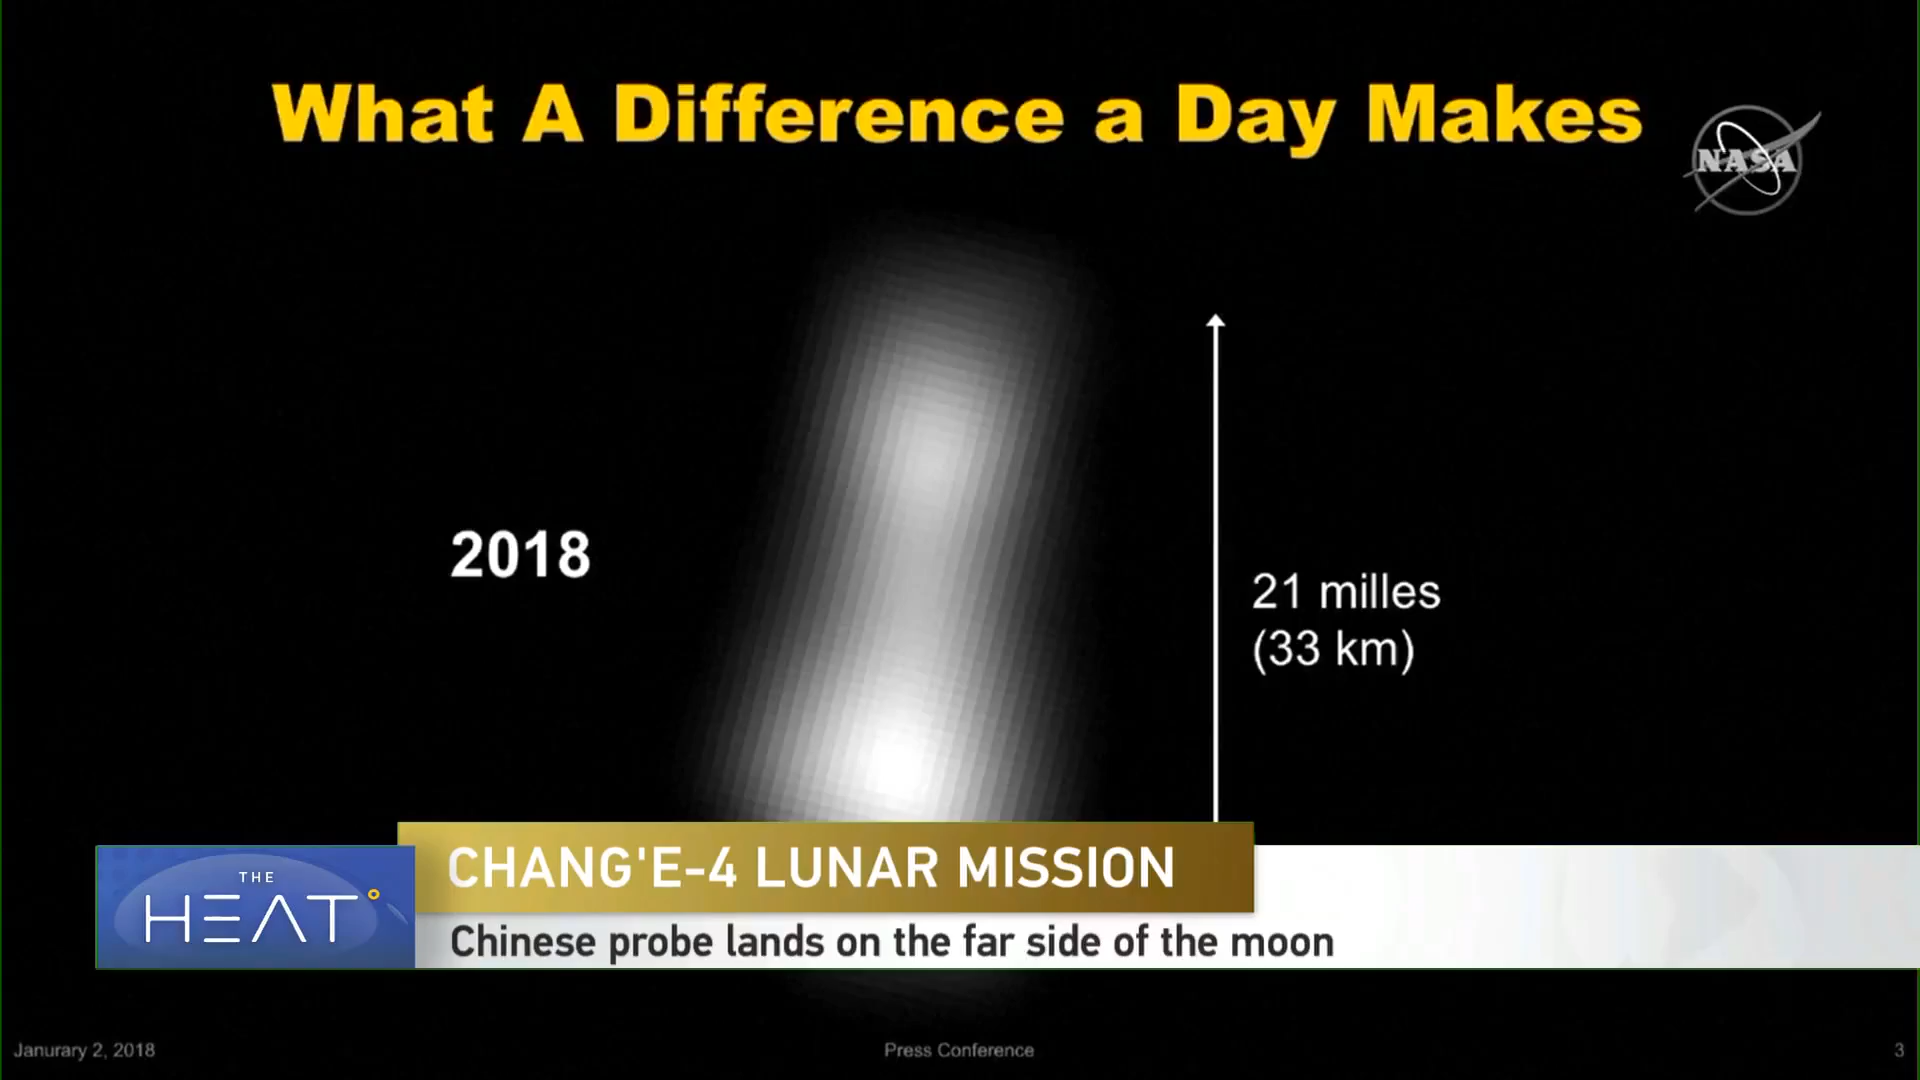 What A Difference a Day Makes
NASA
2018
21 milles
(33 km)
CHANG'E-4 LUNAR MISSION
THE
HEAT
Chinese probe lands on the far side of the moon
Janurary 2, 2018
Press Conference
3